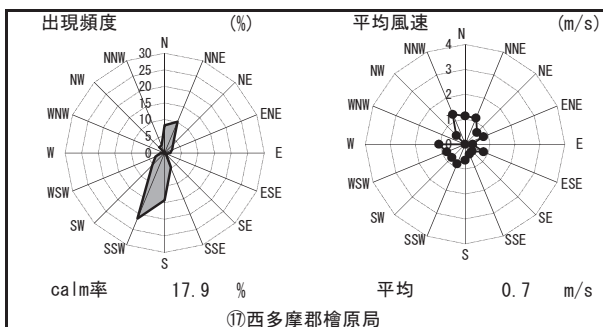 出現頻度 (%)
N
NNE
NE
ENE
E
ESE
SE
SSE
S
SSW
SW
WSW
W
WNW
NW
NNW
30
25
20
15
10
5
0
calm率 17.9 %
平均風速 (m/s)
N
NNE
NE
ENE
E
ESE
SE
SSE
S
SSW
SW
WSW
W
WNW
NW
NNW
4
3
2
1
0
平均 0.7 m/s
⑰西多摩郡檜原局